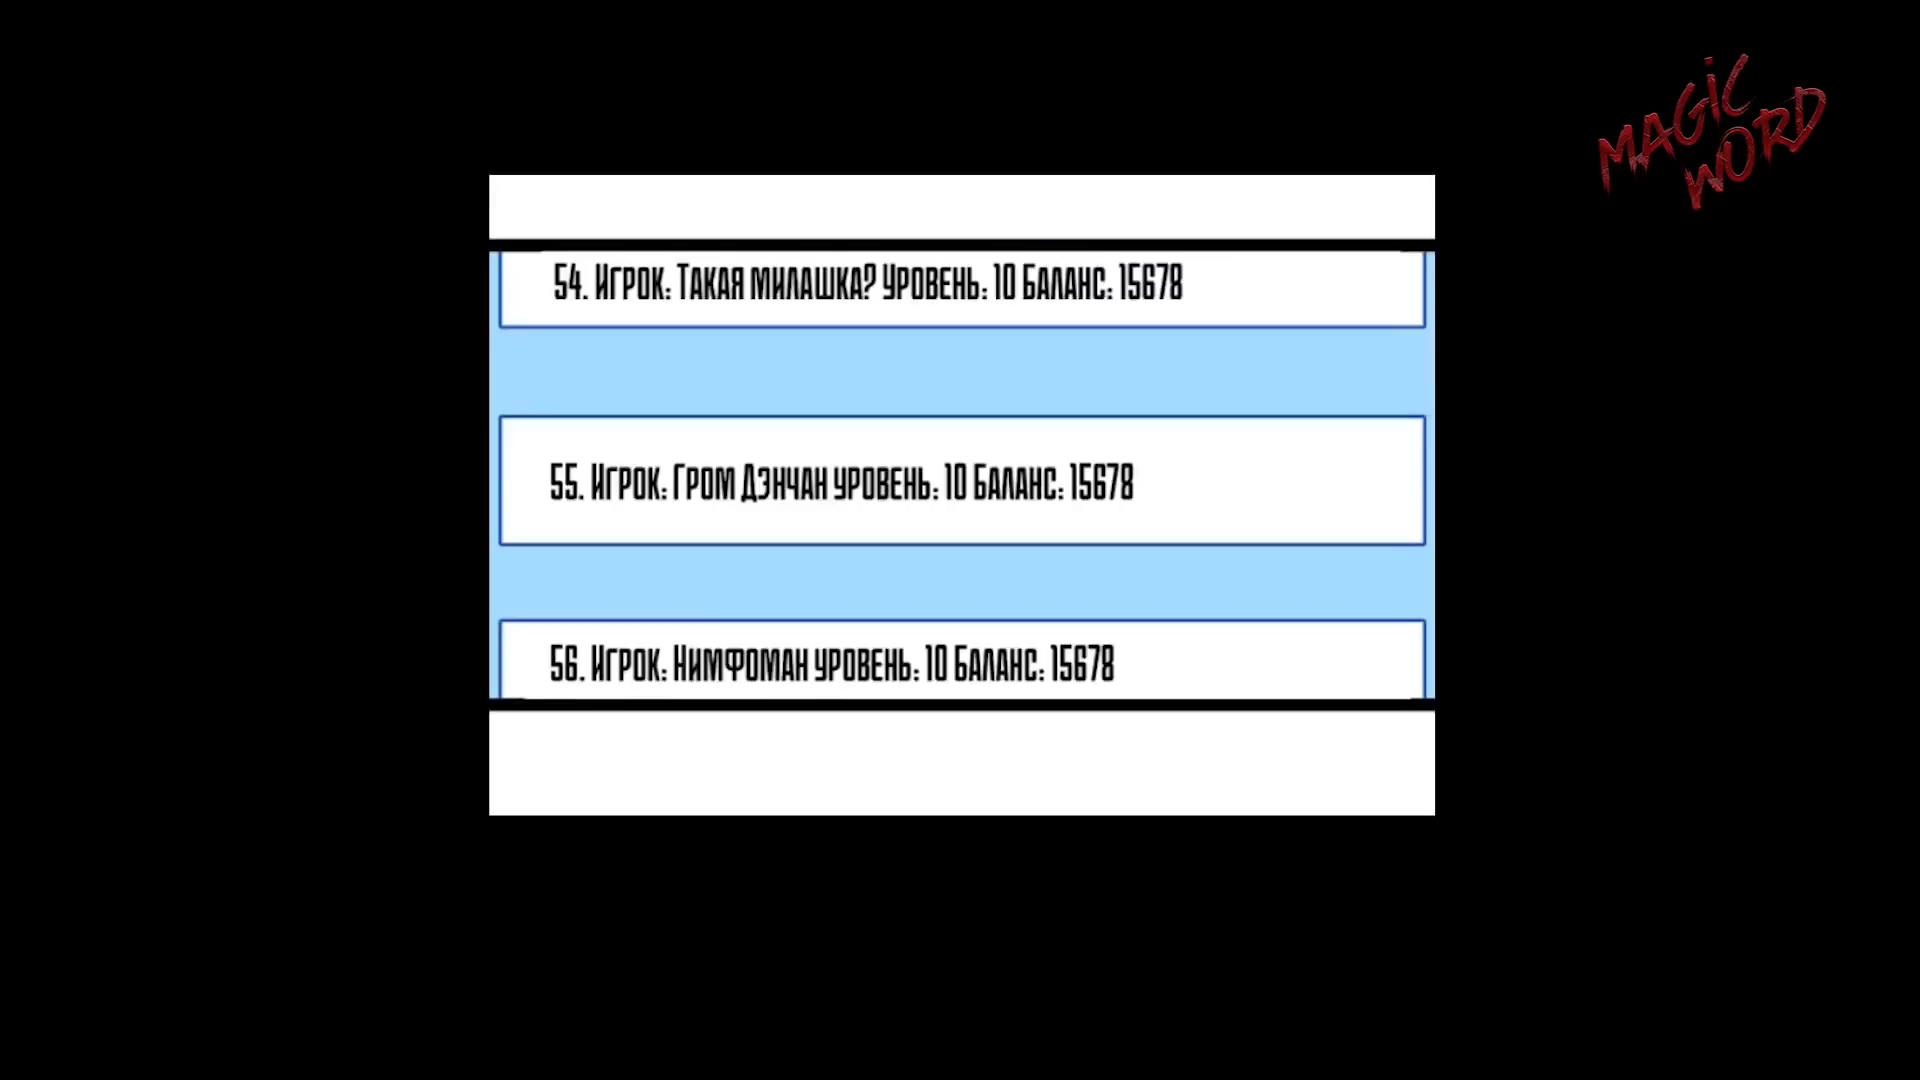 MAGiC
WORD
54. Игрок: Такая милашка? Уровень: 10 Баланс: 15678
55. Игрок: Гром Дэнчан уровень: 10 Баланс: 15678
56. Игрок: Нимфоман уровень: 10 Баланс: 15678